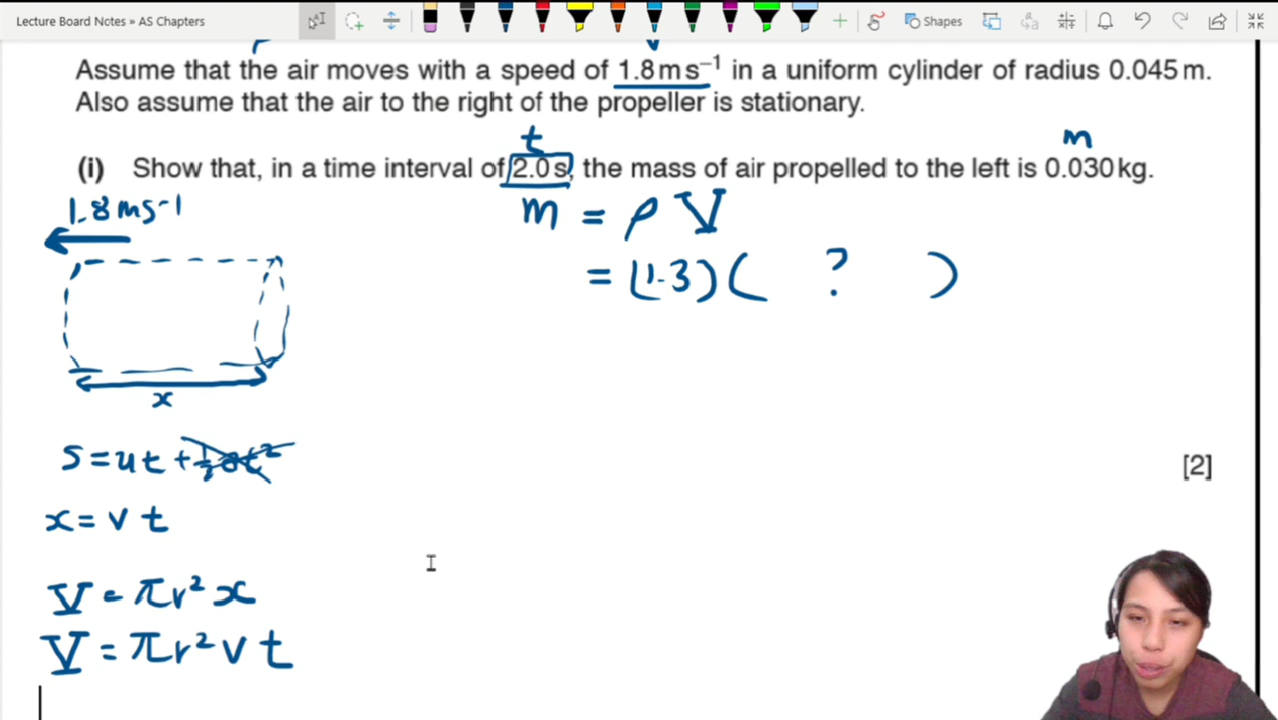 Lecture Board Notes » AS Chapters
Shapes
Assume that the air moves with a speed of 1.8 m s⁻¹ in a uniform cylinder of radius 0.045 m.
Also assume that the air to the right of the propeller is stationary.
t
m
(i) Show that, in a time interval of 2.0 s, the mass of air propelled to the left is 0.030 kg.
1.8 ms⁻¹
m = ρ V
= (1.3) ( ? )
x
s = ut + ½at²
x = v t
[2]
V = πr² x
V = πr² v t